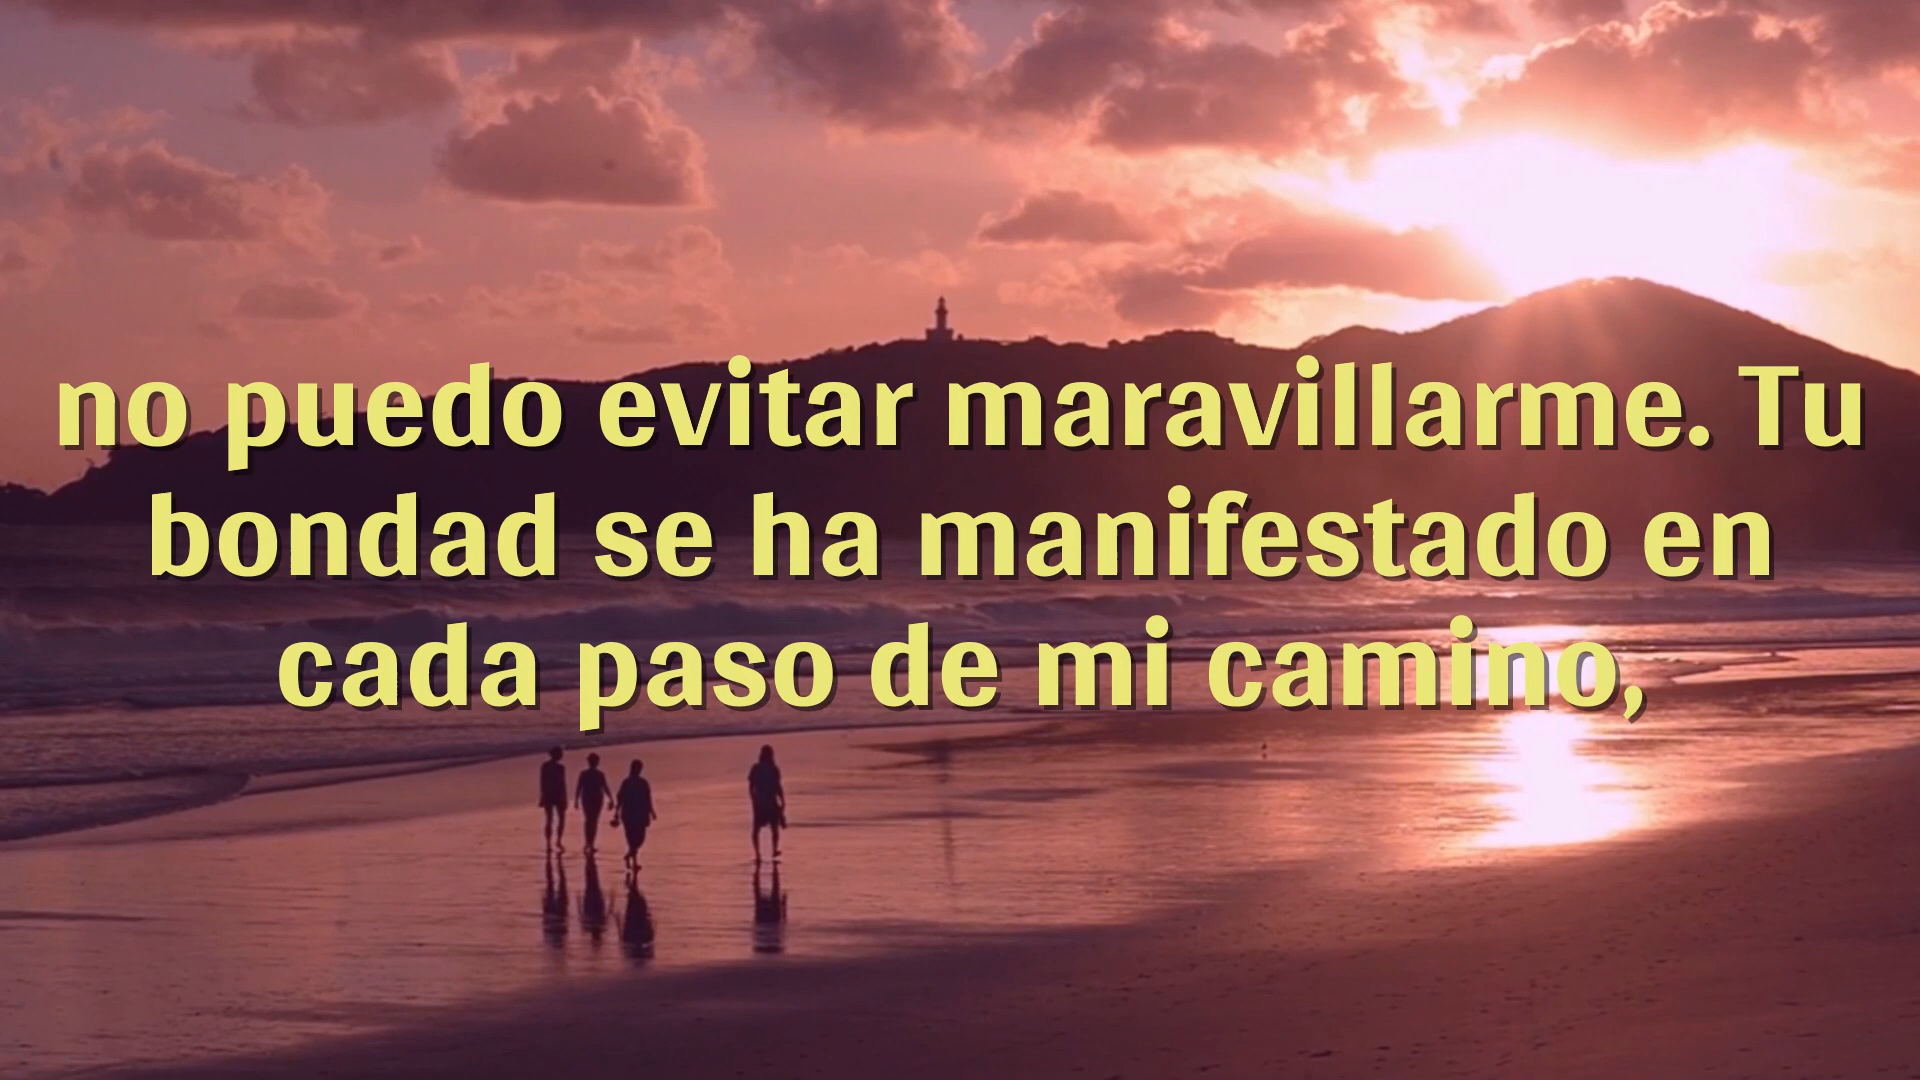 no puedo evitar maravillarme. Tu
bondad se ha manifestado en
cada paso de mi camino,